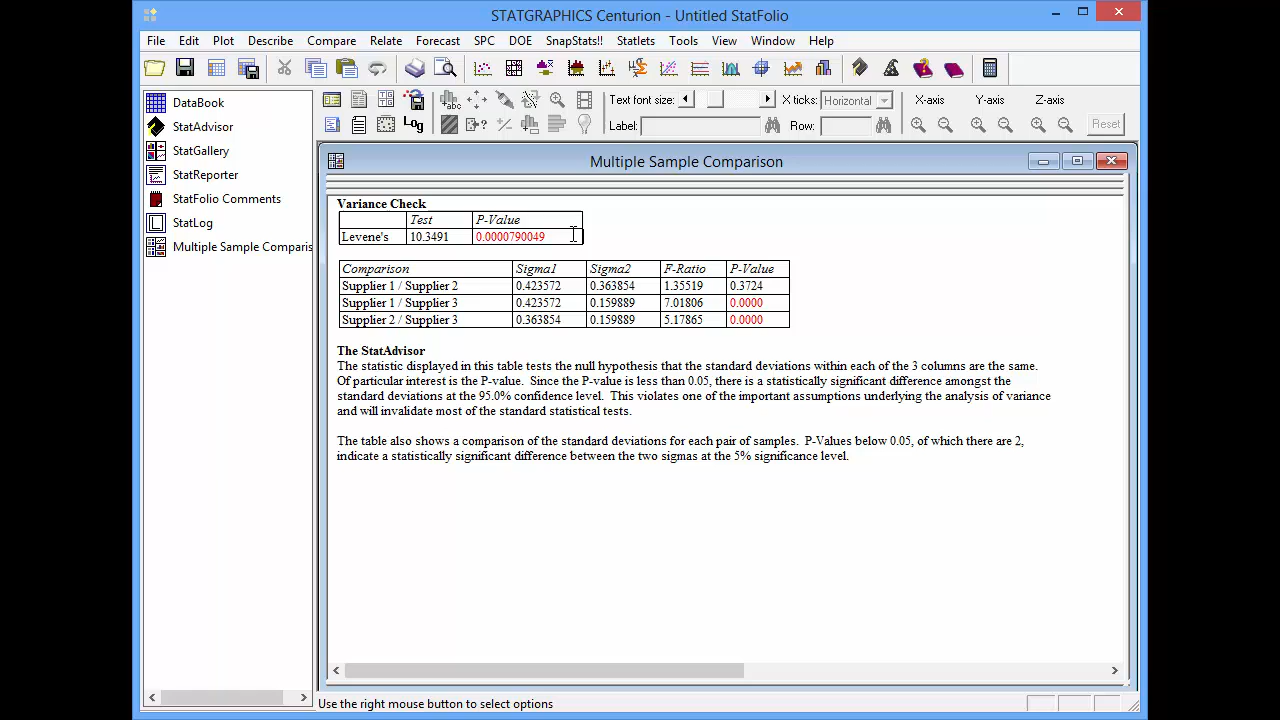 STATGRAPHICS Centurion - Untitled StatFolio
File Edit Plot Describe Compare Relate Forecast SPC DOE SnapStats!! Statlets Tools View Window Help
Text font size: X ticks: Horizontal X-axis Y-axis Z-axis
Log Label: Row: Reset
DataBook
StatAdvisor
StatGallery
StatReporter
StatFolio Comments
StatLog
Multiple Sample Comparis
Multiple Sample Comparison
Variance Check
Test P-Value
Levene's 10.3491 0.0000790049
Comparison Sigma1 Sigma2 F-Ratio P-Value
Supplier 1 / Supplier 2 0.423572 0.363854 1.35519 0.3724
Supplier 1 / Supplier 3 0.423572 0.159889 7.01806 0.0000
Supplier 2 / Supplier 3 0.363854 0.159889 5.17865 0.0000
The StatAdvisor
The statistic displayed in this table tests the null hypothesis that the standard deviations within each of the 3 columns are the same.
Of particular interest is the P-value. Since the P-value is less than 0.05, there is a statistically significant difference amongst the
standard deviations at the 95.0% confidence level. This violates one of the important assumptions underlying the analysis of variance
and will invalidate most of the standard statistical tests.
The table also shows a comparison of the standard deviations for each pair of samples. P-Values below 0.05, of which there are 2,
indicate a statistically significant difference between the two sigmas at the 5% significance level.
Use the right mouse button to select options